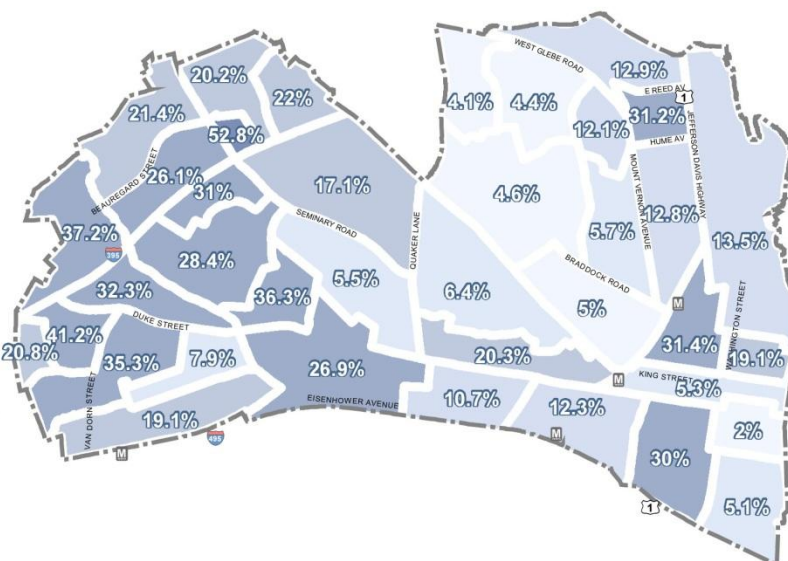 WEST GLEBE ROAD
20.2%
12.9%
E REED AV
22%
21.4%
4.1%
4.4%
1
31.2%
52.8%
12.1%
HUME AV
JEFFERSON DAVIS HIGHWAY
BEAUREGARD STREET
26.1%
31%
17.1%
4.6%
MOUNT VERNON AVENUE
12.8%
SEMINARY ROAD
QUAKER LANE
37.2%
395
28.4%
5.7%
13.5%
BRADDOCK ROAD
5.5%
6.4%
32.3%
36.3%
5%
M
DUKE STREET
WASHINGTON STREET
41.2%
20.8%
35.3%
7.9%
31.4%
19.1%
20.3%
26.9%
M
KING STREET
5.3%
VAN DORN STREET
EISENHOWER AVENUE
10.7%
12.3%
19.1%
495
M
M
2%
30%
5.1%
1